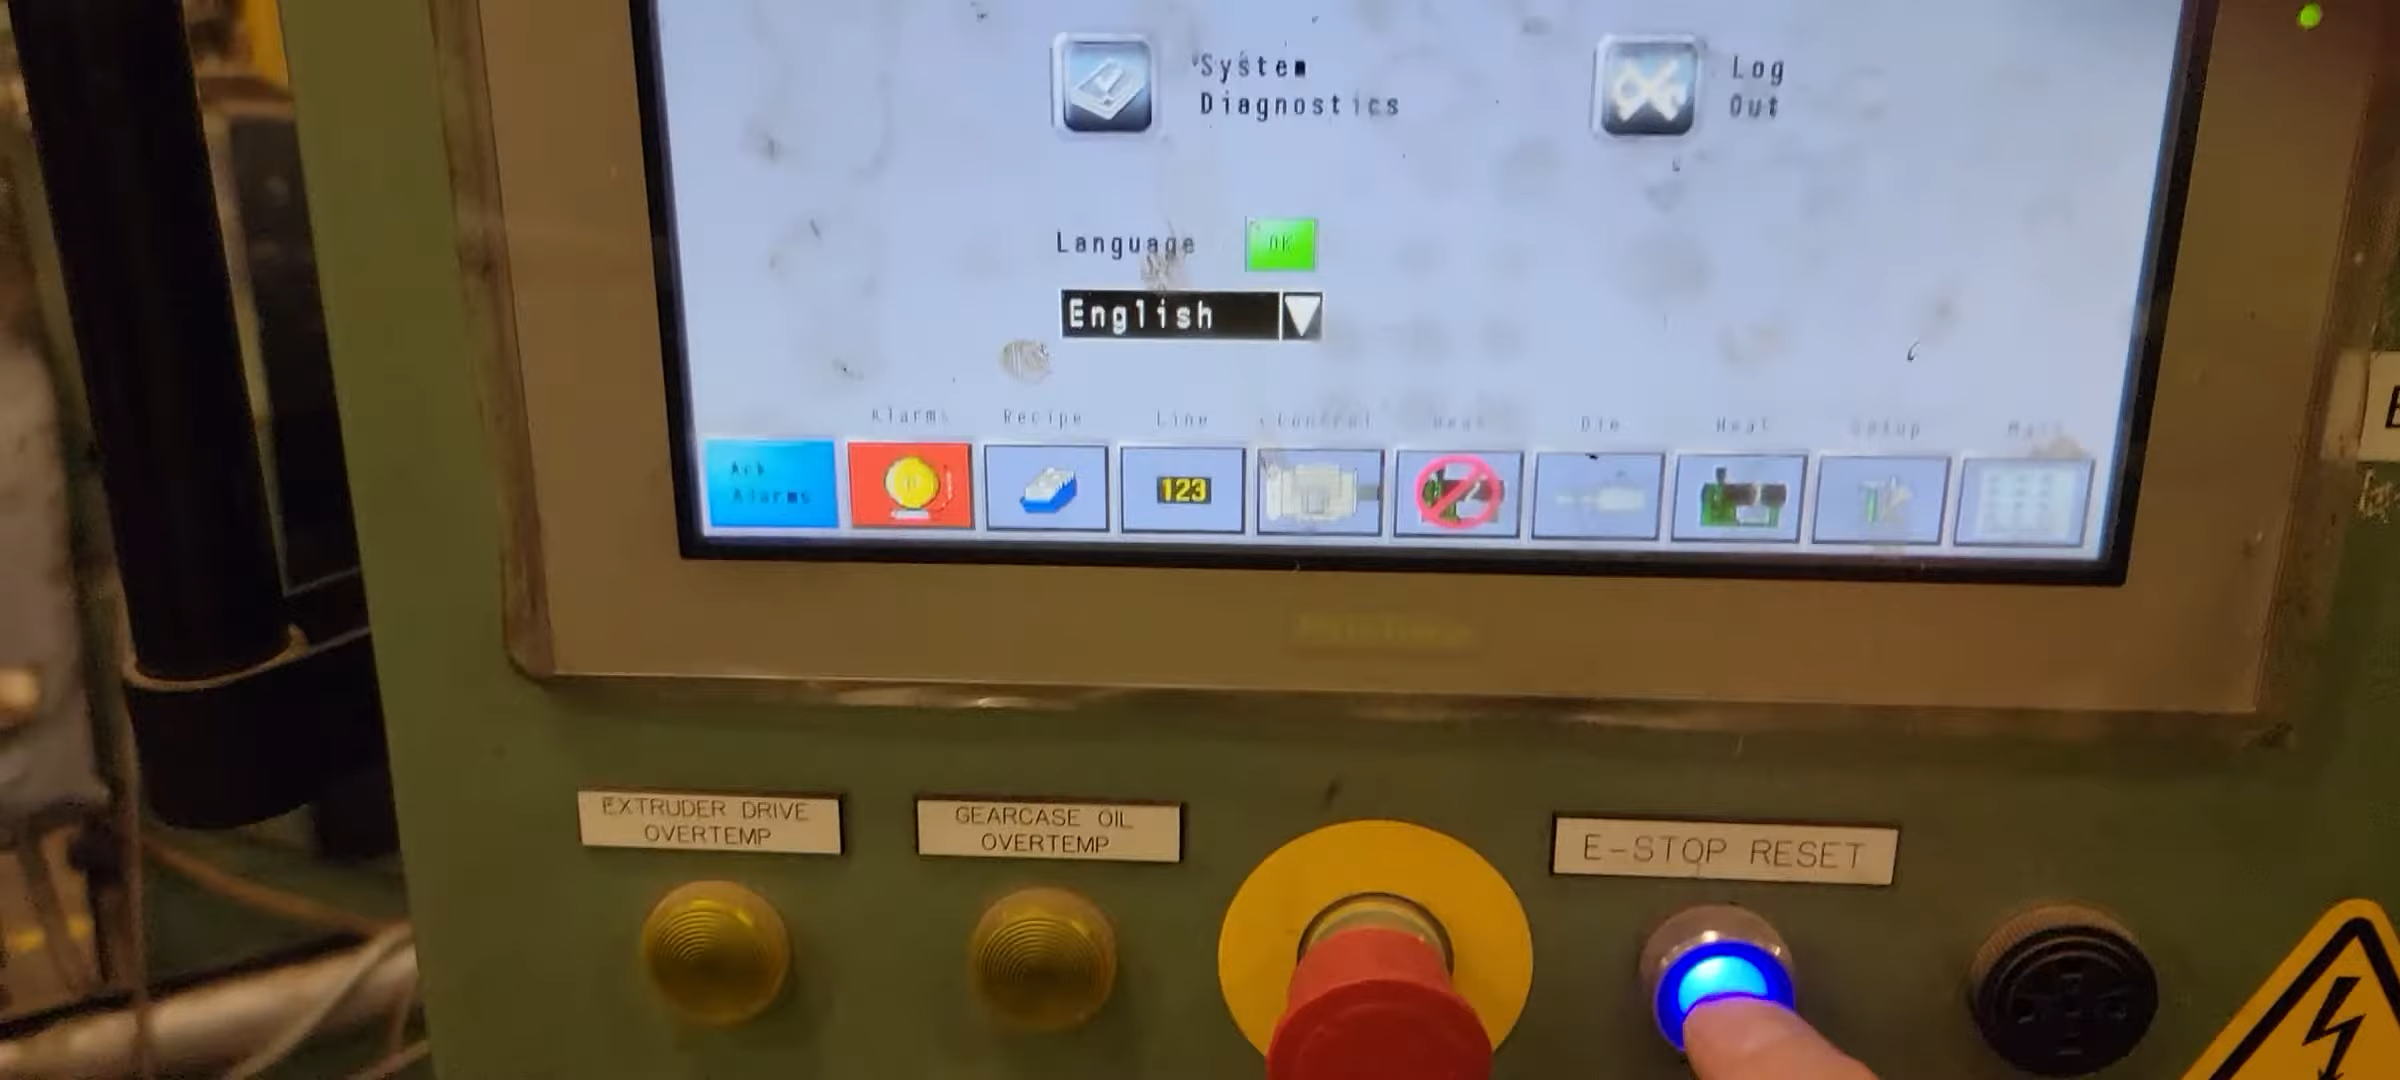 System
Diagnostics
Log
Out
Language
OK
English
Alarms
Recipe
Line
Control
Die
Heat
Setup
Ack
Alarms
123
EXTRUDER DRIVE
OVERTEMP
GEARCASE OIL
OVERTEMP
E-STOP RESET